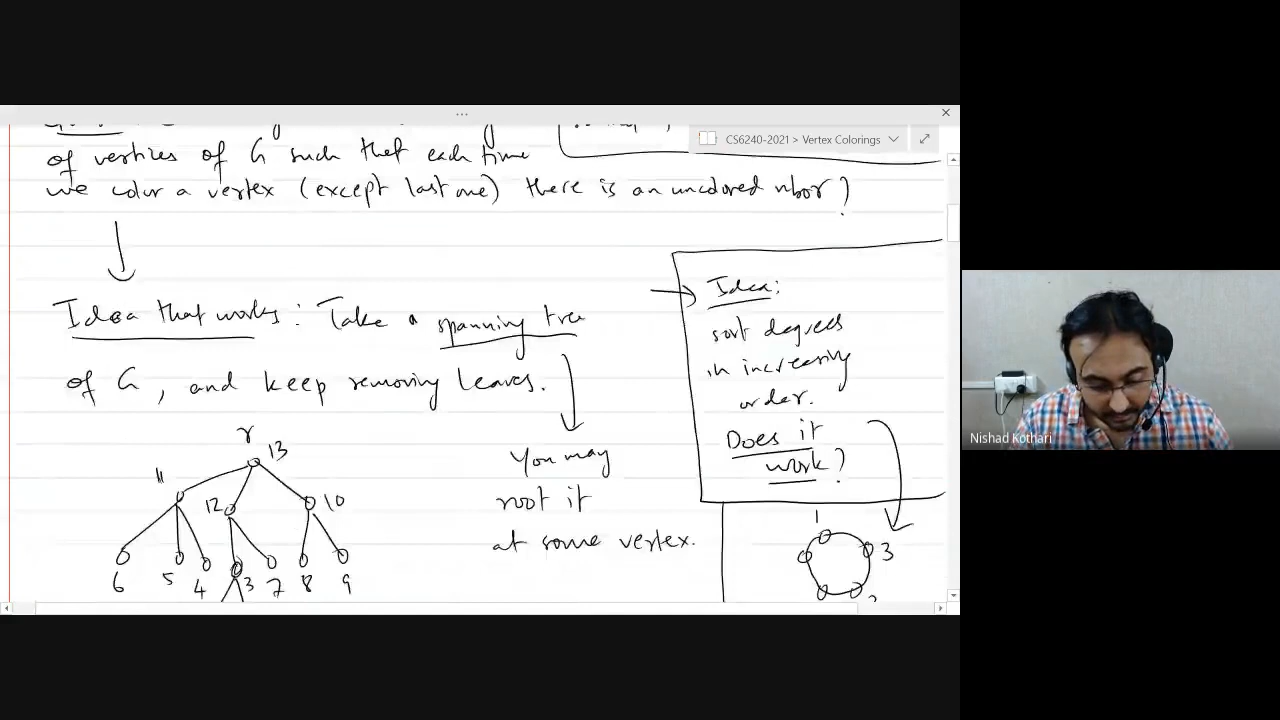 CS6240-2021 > Vertex Colorings
of vertices of G such that each time
we color a vertex (except last one) there is an uncolored nbor?
Idea that works: Take a spanning tree
of G, and keep removing leaves.
You may
root it
at some vertex.
Idea:
sort degrees
in increasing
order.
Does it
work?
r
13
11
12
10
6
5
4
3
7
8
9
1
3
Nishad Kothari